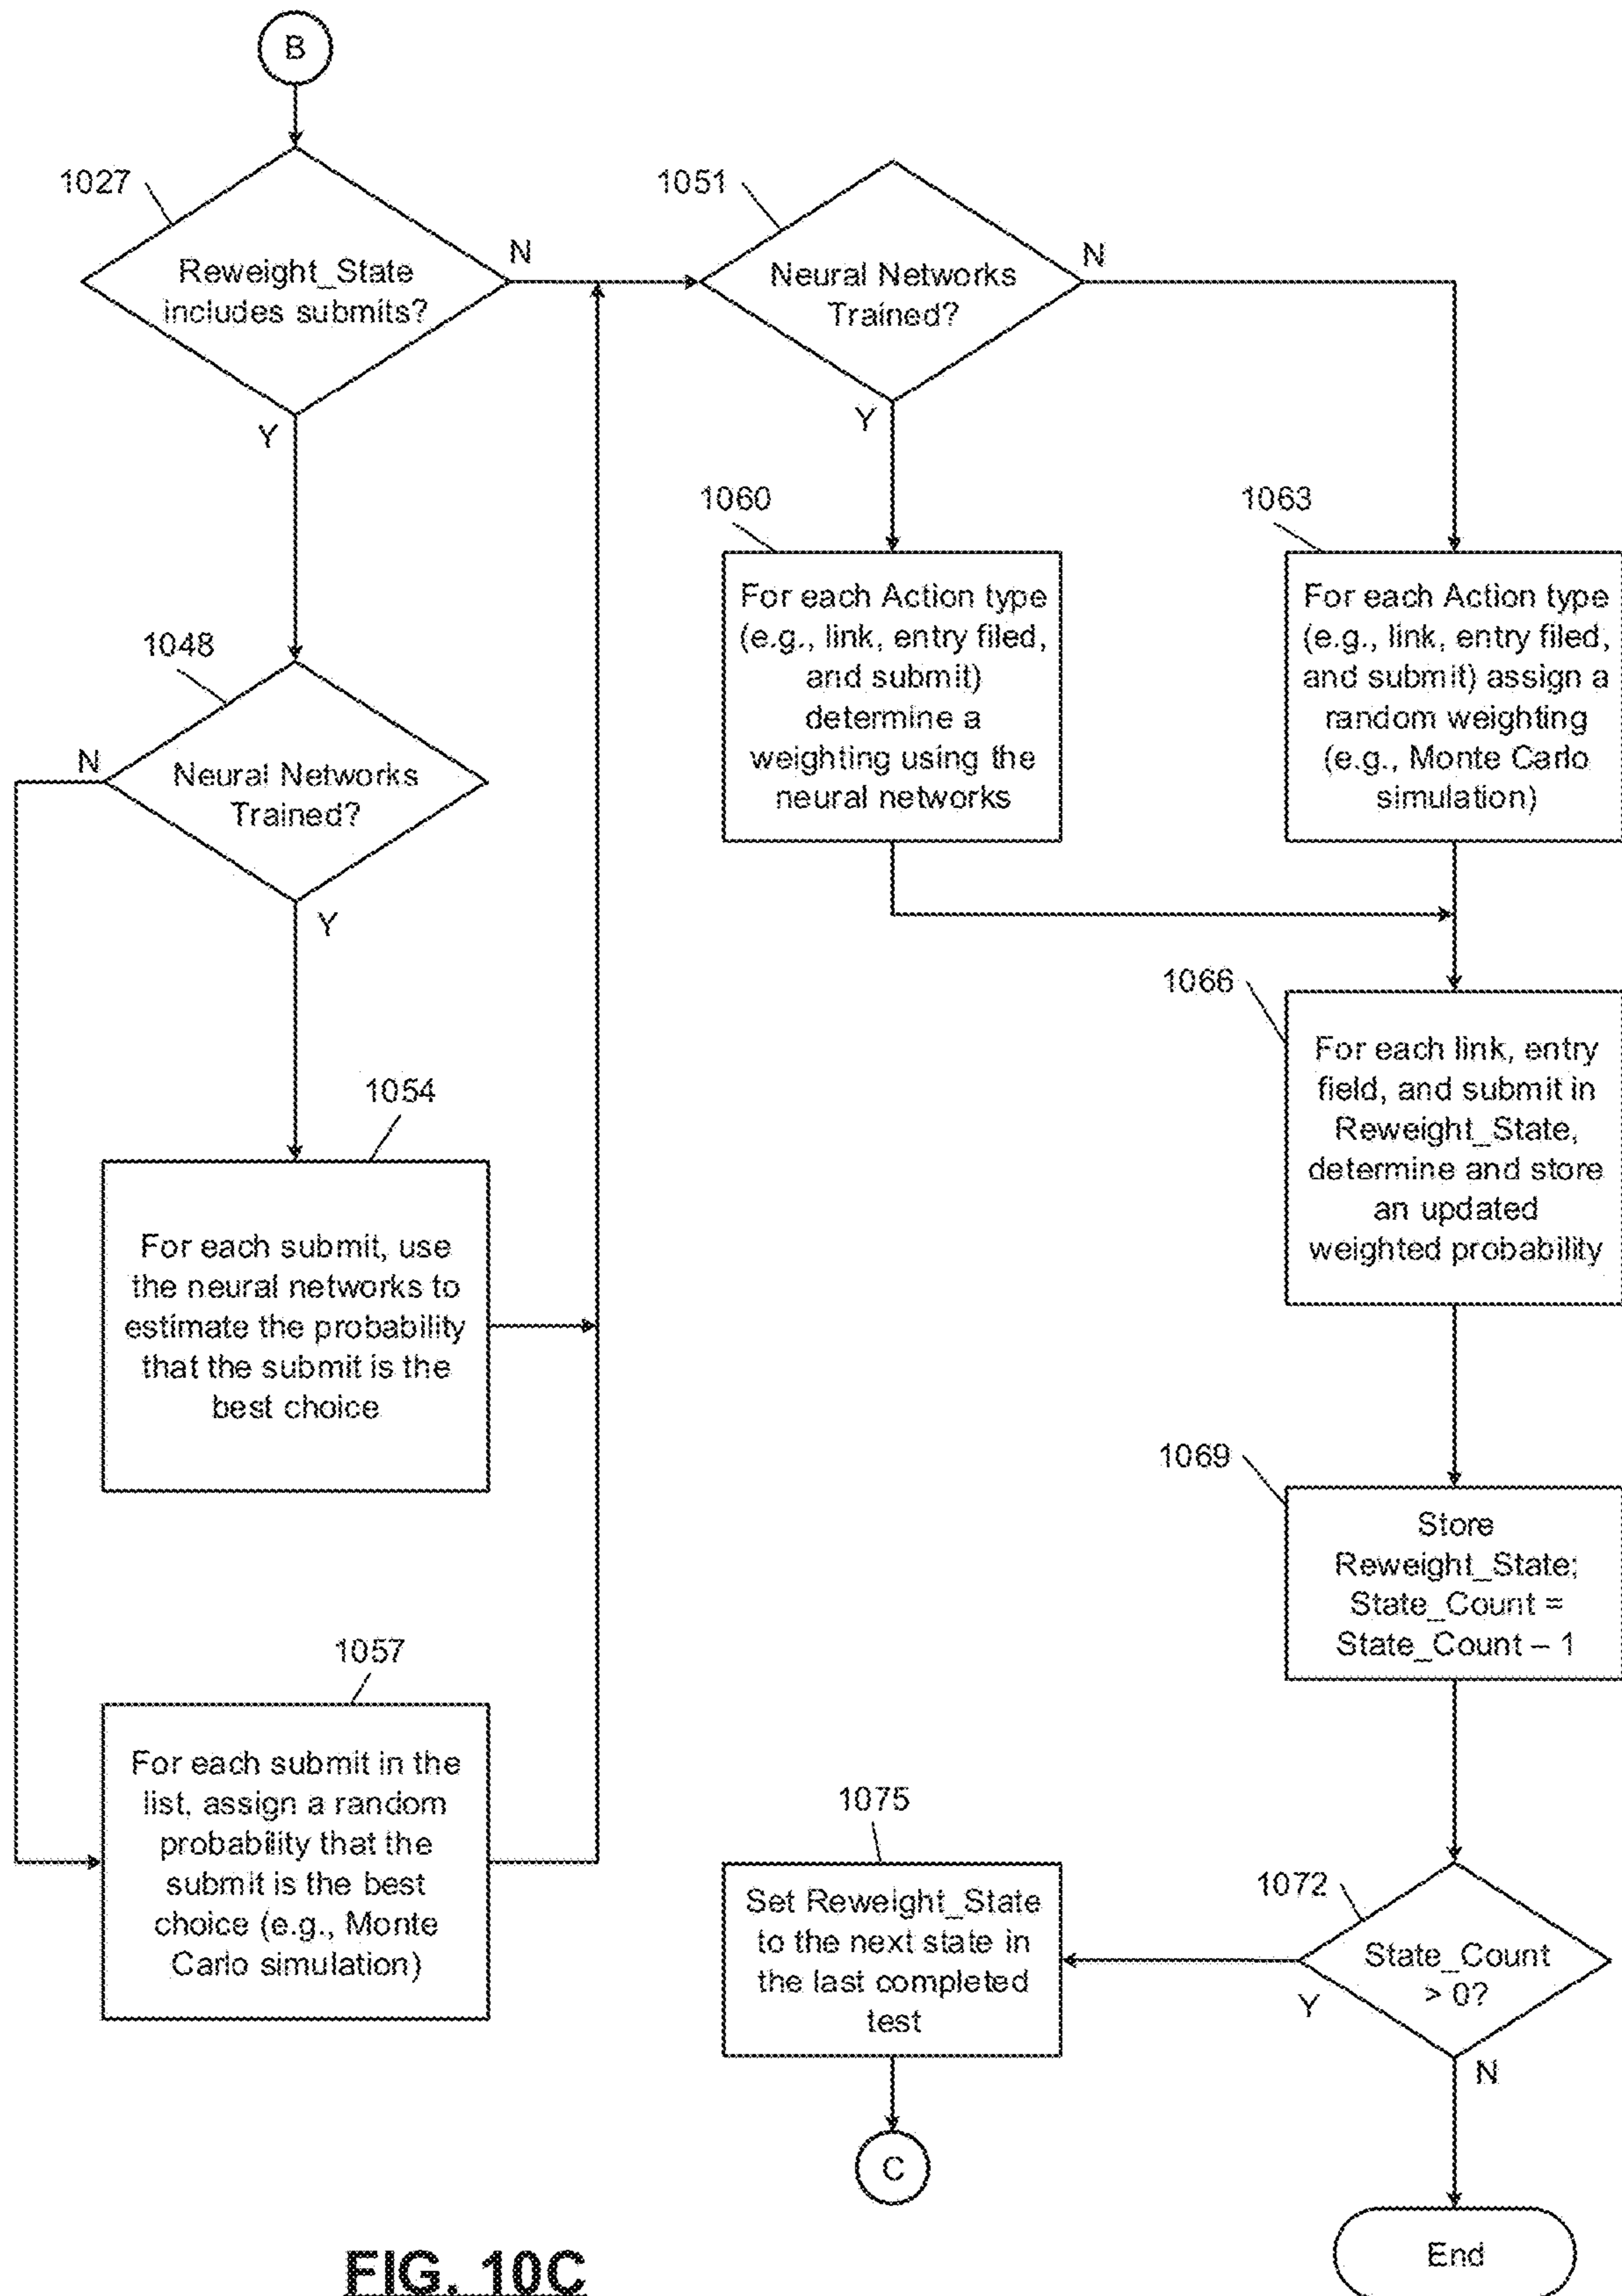 B
1027
Reweight_State
includes submits?
N
Y
1051
Neural Networks
Trained?
N
Y
1060
For each Action type
(e.g., link, entry filed,
and submit)
determine a
weighting using the
neural networks
1063
For each Action type
(e.g., link, entry filed,
and submit) assign a
random weighting
(e.g., Monte Carlo
simulation)
1048
Neural Networks
Trained?
N
Y
1066
For each link, entry
field, and submit in
Reweight_State,
determine and store
an updated
weighted probability
1054
For each submit, use
the neural networks to
estimate the probability
that the submit is the
best choice
1069
Store
Reweight_State;
State_Count =
State_Count – 1
1057
For each submit in the
list, assign a random
probability that the
submit is the best
choice (e.g., Monte
Carlo simulation)
1075
Set Reweight_State
to the next state in
the last completed
test
1072
State_Count
> 0?
Y
N
C
End
FIG. 10C